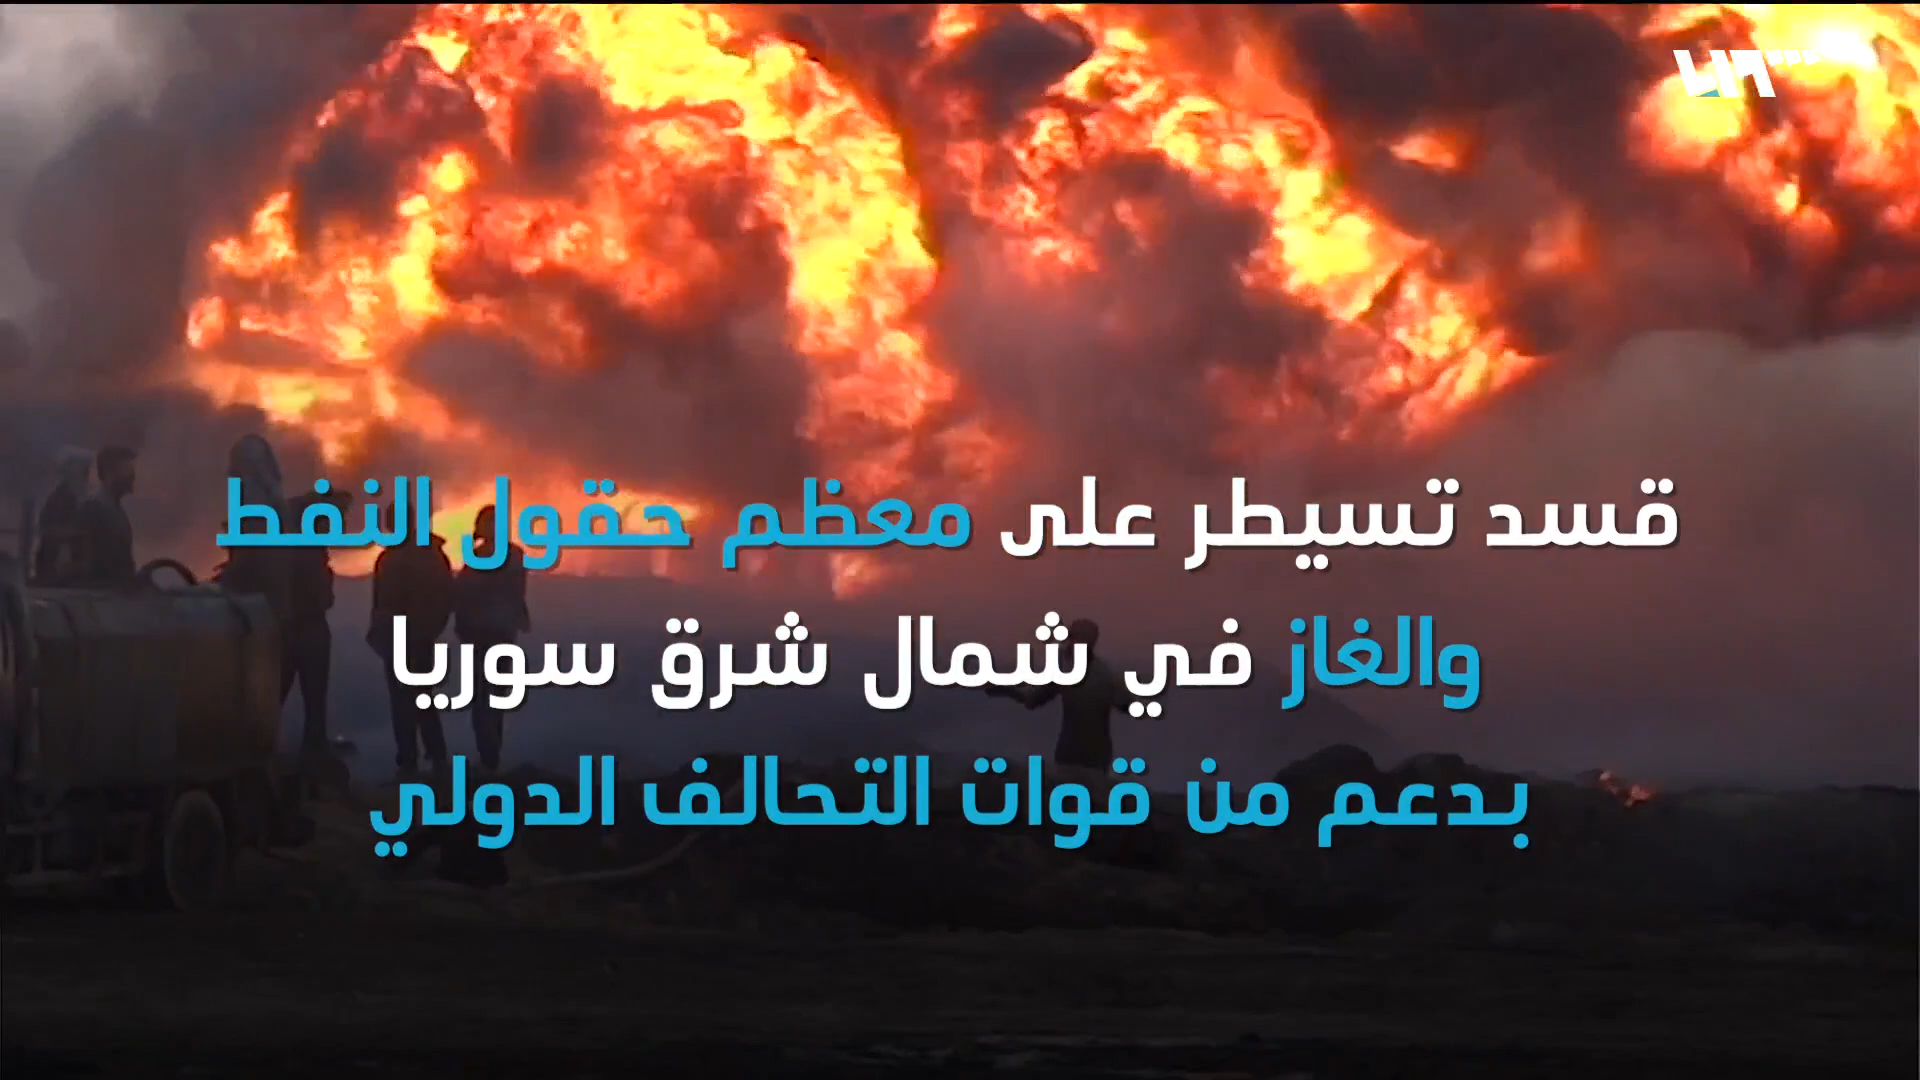 قسد تسيطر على معظم حقول النفط
والغاز في شمال شرق سوريا
بدعم من قوات التحالف الدولي